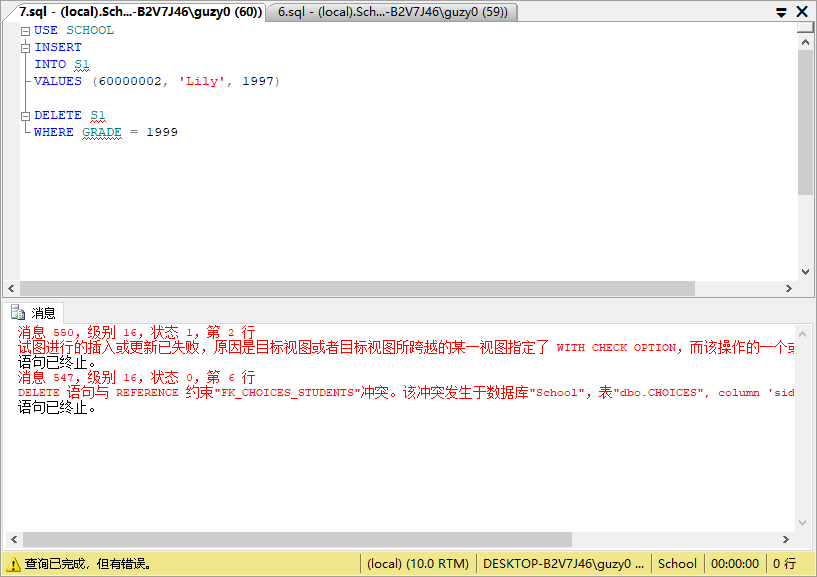 7.sql - (local).Sch...-B2V7J46\guzy0 (60))
6.sql - (local).Sch...-B2V7J46\guzy0 (59))
USE SCHOOL
INSERT
INTO S1
VALUES (60000002, 'Lily', 1997)
DELETE S1
WHERE GRADE = 1999
消息
消息 550，级别 16，状态 1，第 2 行
试图进行的插入或更新已失败，原因是目标视图或者目标视图所跨越的某一视图指定了 WITH CHECK OPTION，而该操作的一个或
语句已终止。
消息 547，级别 16，状态 0，第 6 行
DELETE 语句与 REFERENCE 约束"FK_CHOICES_STUDENTS"冲突。该冲突发生于数据库"School"，表"dbo.CHOICES", column 'sid
语句已终止。
查询已完成，但有错误。
(local) (10.0 RTM)
DESKTOP-B2V7J46\guzy0 ...
School
00:00:00
0 行